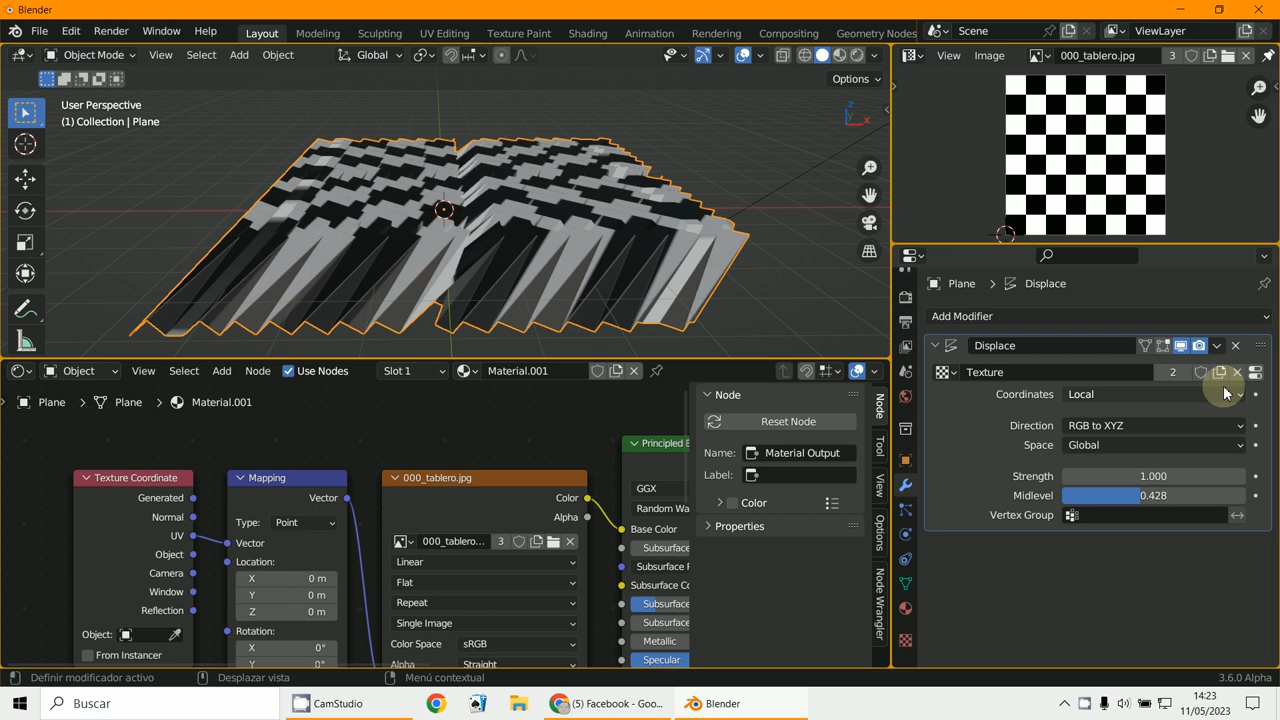 Blender
File Edit Render Window Help
Layout Modeling Sculpting UV Editing Texture Paint Shading Animation Rendering Compositing Geometry Nodes
Scene
ViewLayer
Object Mode View Select Add Object
Global
Options
User Perspective
(1) Collection | Plane
Z
Y
X
View Image
000_tablero.jpg
3
Plane > Displace
Add Modifier
Displace
Texture
2
Coordinates Local
Direction RGB to XYZ
Space Global
Strength 1.000
Midlevel 0.428
Vertex Group
Object View Select Add Node Use Nodes Slot 1 Material.001
Plane > Plane > Material.001
Texture Coordinate
Generated
Normal
UV
Object
Camera
Window
Reflection
Object:
From Instancer
Mapping
Vector
Type: Point
Vector
Location:
X 0 m
Y 0 m
Z 0 m
Rotation:
X 0°
Y 0°
000_tablero.jpg
Color
Alpha
000_tablero... 3
Linear
Flat
Repeat
Single Image
Color Space sRGB
Alpha Straight
Principled B
GGX
Random Wa
Base Color
Subsurface
Subsurface R
Subsurface Co
Subsurface
Subsurface
Metallic
Specular
Node
Reset Node
Name: Material Output
Label:
Color
Properties
Node
Tool
View
Options
Node Wrangler
Definir modificador activo
Desplazar vista
Menú contextual
3.6.0 Alpha
Buscar
CamStudio
(5) Facebook - Goo...
Blender
14:23
11/05/2023